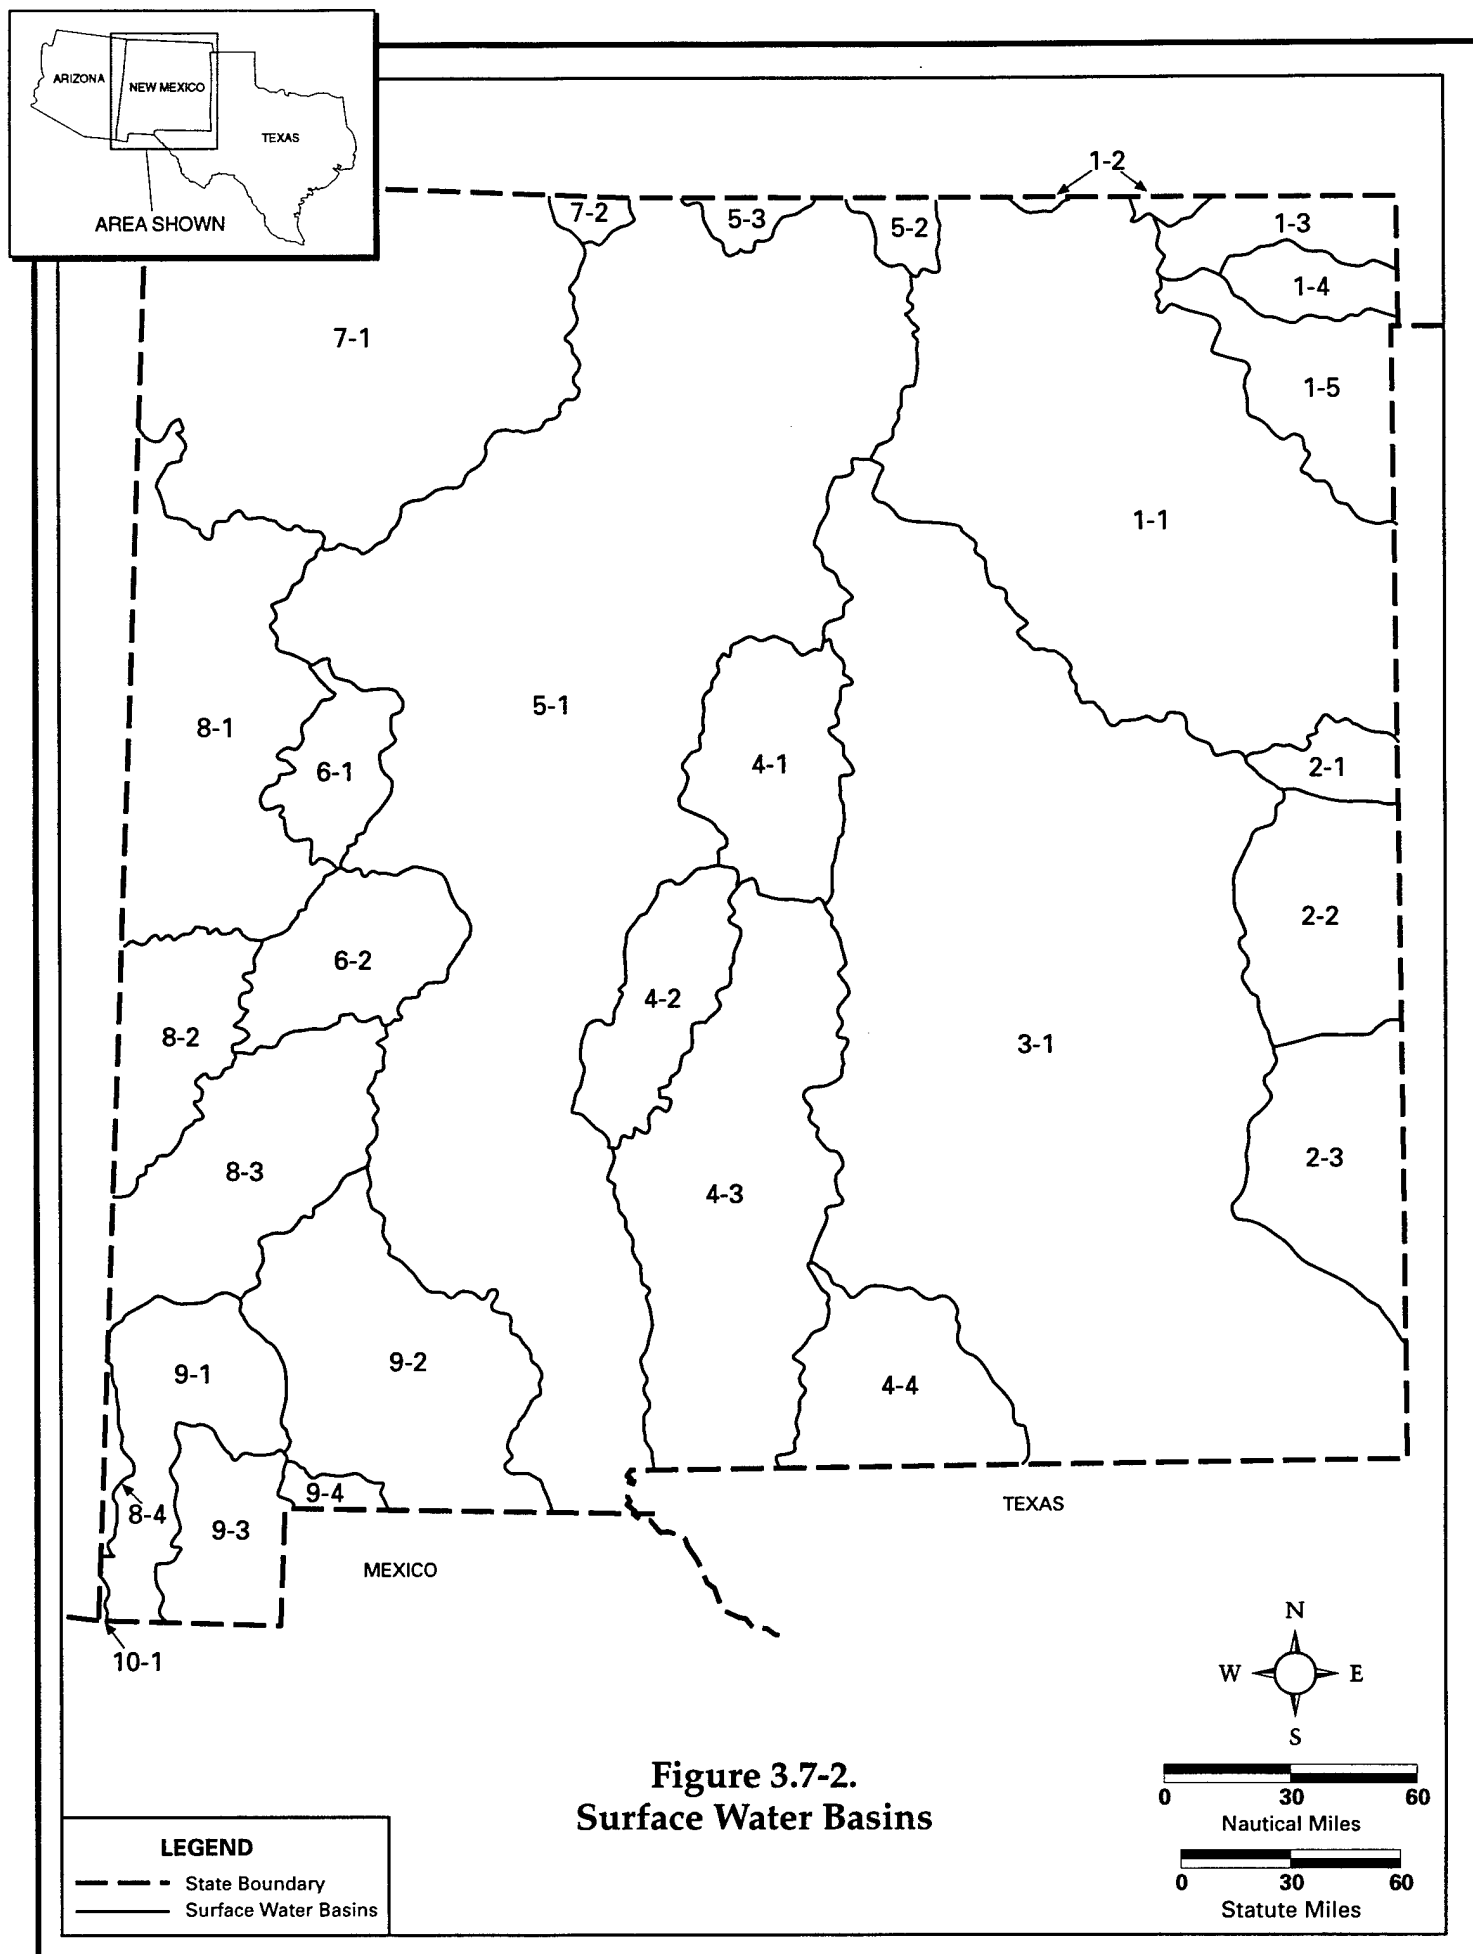 ARIZONA
NEW MEXICO
TEXAS
AREA SHOWN
1-2
7-2
5-3
5-2
1-3
1-4
7-1
1-5
1-1
5-1
8-1
6-1
4-1
2-1
2-2
6-2
4-2
8-2
3-1
2-3
8-3
4-3
9-2
9-1
4-4
9-4
8-4
9-3
TEXAS
MEXICO
10-1
N
W
E
S
Figure 3.7-2.
Surface Water Basins
0 30 60
Nautical Miles
0 30 60
Statute Miles
LEGEND
State Boundary
Surface Water Basins